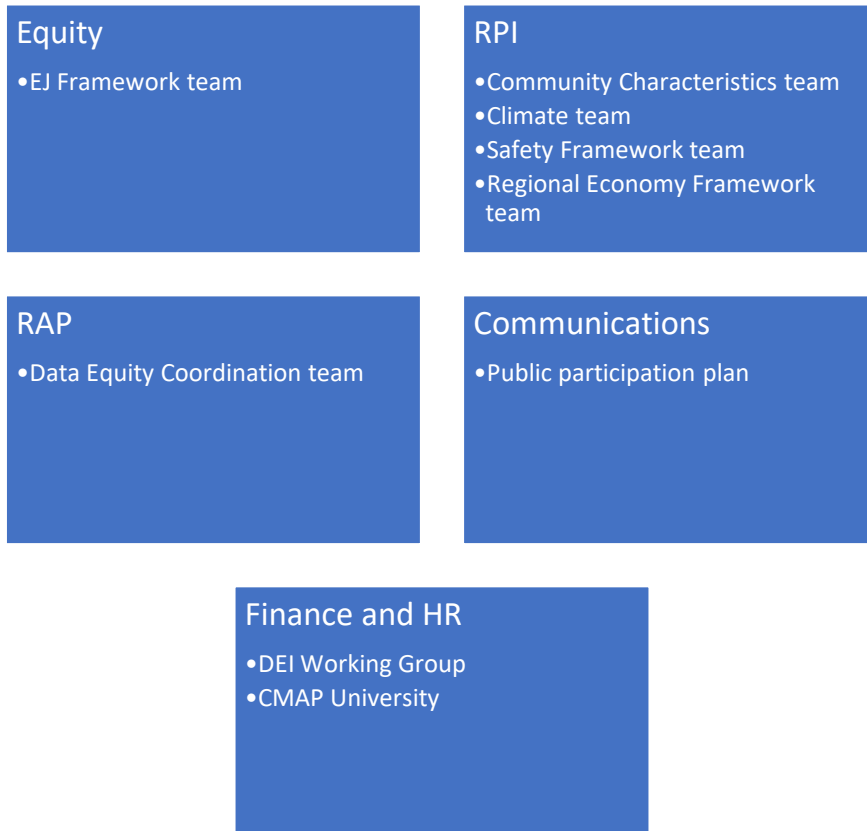 Equity
•EJ Framework team
RPI
•Community Characteristics team
•Climate team
•Safety Framework team
•Regional Economy Framework
team
RAP
•Data Equity Coordination team
Communications
•Public participation plan
Finance and HR
•DEI Working Group
•CMAP University